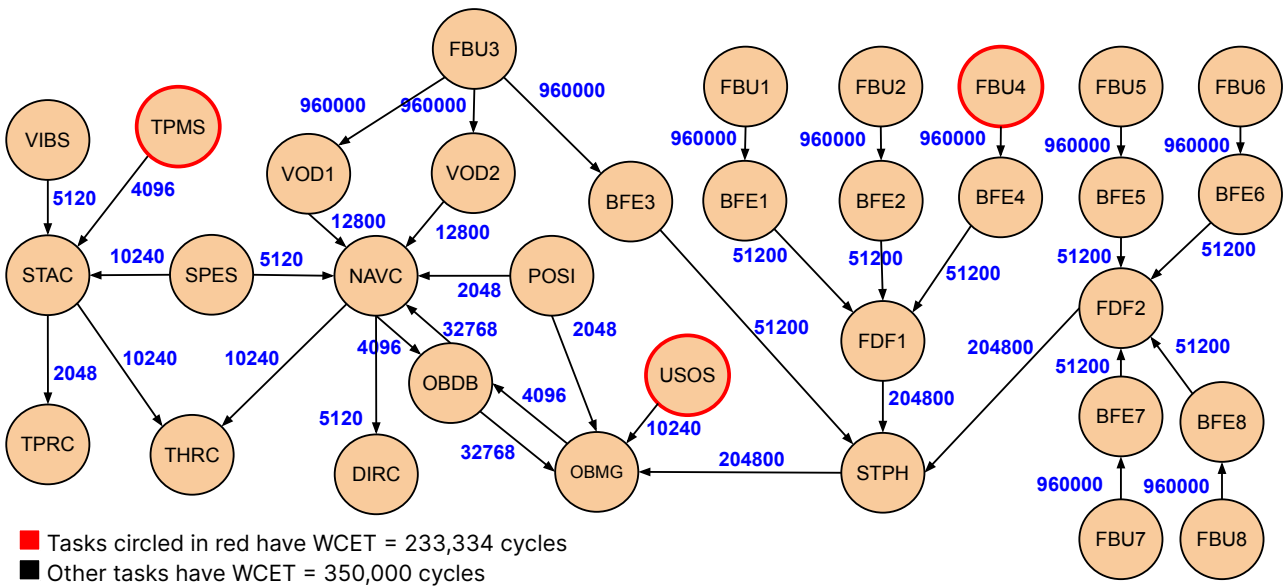 FBU3
FBU1
FBU2
FBU4
FBU5
FBU6
960000
960000
960000
TPMS
VIBS
960000
960000
960000
960000
960000
VOD1
VOD2
BFE3
BFE1
BFE2
BFE4
BFE5
BFE6
5120
4096
12800
12800
10240
5120
51200
51200
51200
51200
51200
STAC
SPES
NAVC
POSI
2048
FDF2
32768
2048
51200
4096
FDF1
204800
51200
51200
10240
10240
2048
OBDB
USOS
4096
204800
BFE7
BFE8
5120
10240
TPRC
THRC
DIRC
32768
OBMG
204800
STPH
960000
960000
FBU7
FBU8
Tasks circled in red have WCET = 233,334 cycles
Other tasks have WCET = 350,000 cycles